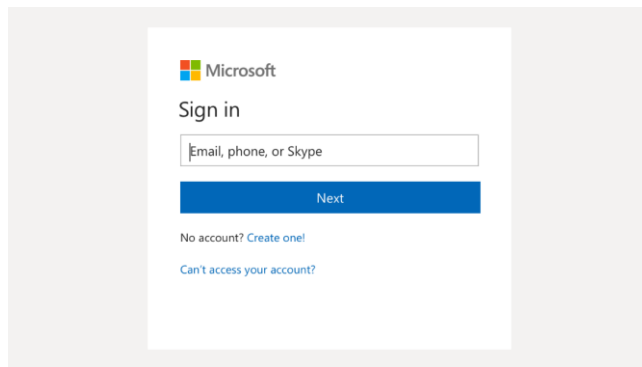 Microsoft
Sign in
Email, phone, or Skype
Next
No account? Create one!
Can't access your account?